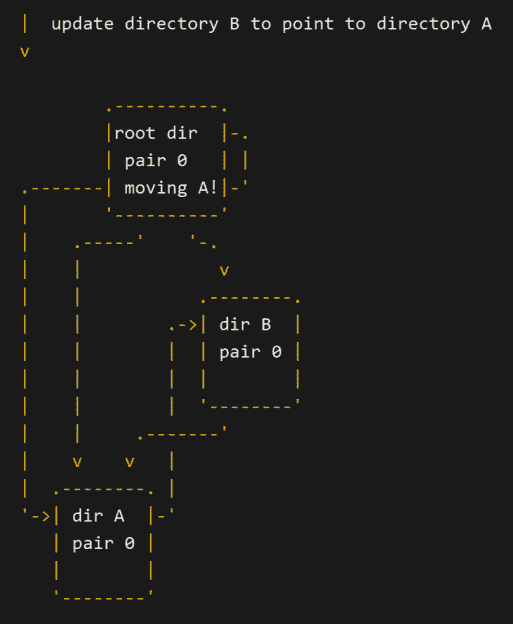 |  update directory B to point to directory A
v
        .----------.
        |root dir  |-.
        | pair 0   | |
.-------| moving A!|-'
|       '----------'
|    .-----'    '-.
|    |             v
|    |           .--------.
|    |        .->| dir B  |
|    |        |  | pair 0 |
|    |        |  |        |
|    |        |  '--------'
|    |     .-------'
|    v    v   |
|  .--------. |
'->| dir A  |-'
   | pair 0 |
   |        |
   '--------'